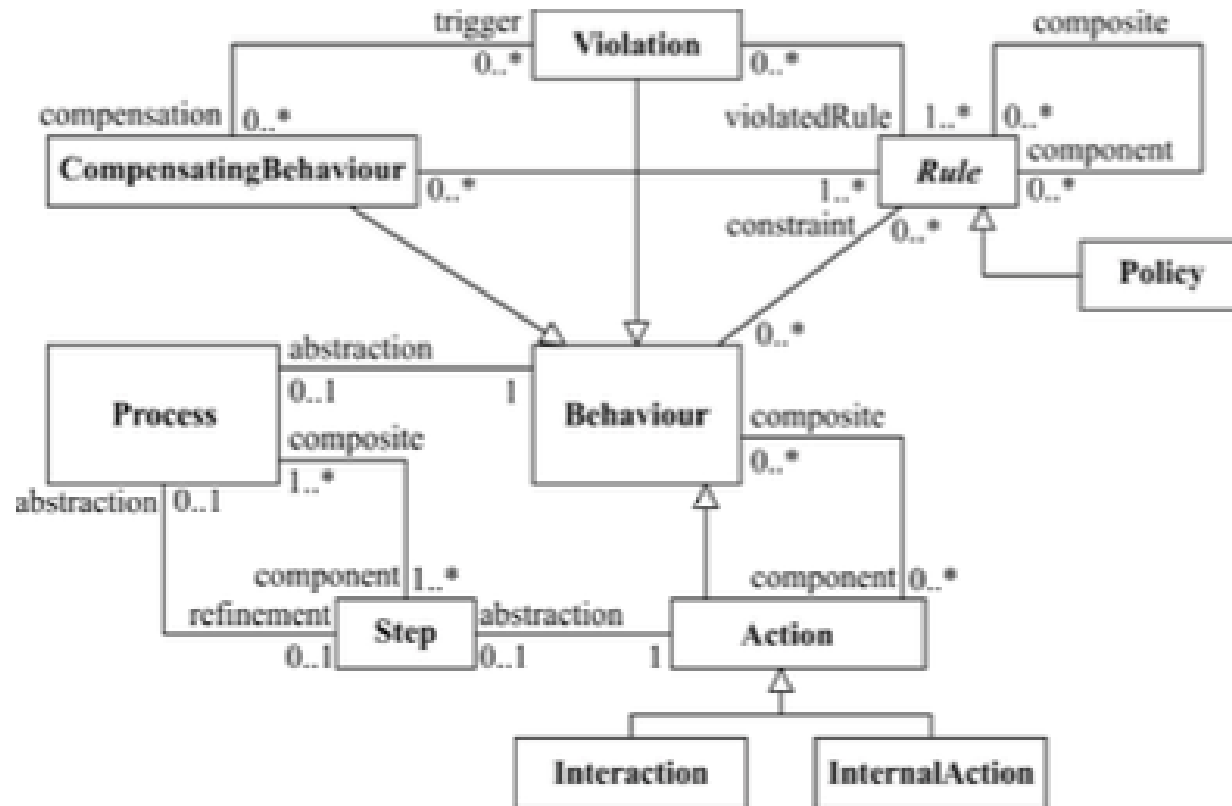 trigger
composite
Violation
0..*
0..*
compensation
0..*
violatedRule
1..*
0..*
CompensatingBehaviour
0..*
1..*
Rule
component
0..*
constraint
0..*
Policy
0..*
Process
abstraction
0..1
1
Behaviour
composite
1..*
composite
0..*
abstraction
0..1
component
1..*
component
0..*
refinement
0..1
Step
abstraction
0..1
1
Action
Interaction
InternalAction